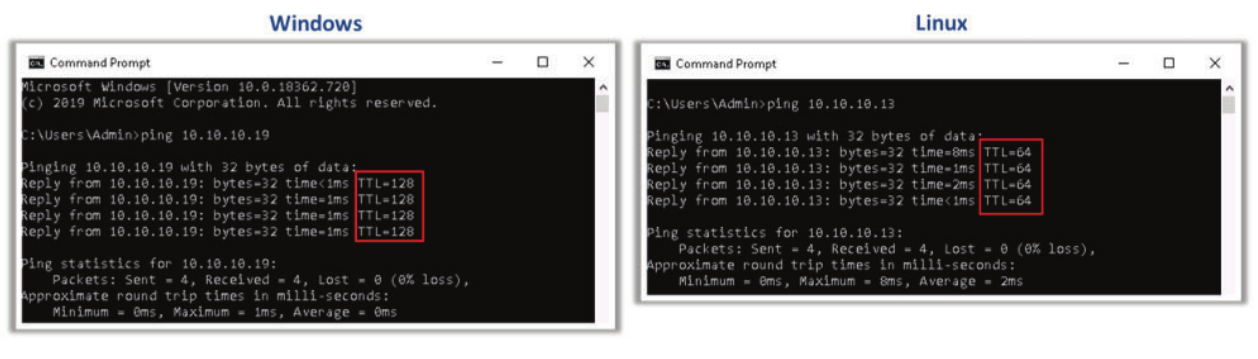 Windows
Command Prompt
Microsoft Windows [Version 10.0.18362.720]
(c) 2019 Microsoft Corporation. All rights reserved.
C:\Users\Admin>ping 10.10.10.19
Pinging 10.10.10.19 with 32 bytes of data:
Reply from 10.10.10.19: bytes=32 time<1ms TTL=128
Reply from 10.10.10.19: bytes=32 time=1ms TTL=128
Reply from 10.10.10.19: bytes=32 time=1ms TTL=128
Reply from 10.10.10.19: bytes=32 time=1ms TTL=128
Ping statistics for 10.10.10.19:
Packets: Sent = 4, Received = 4, Lost = 0 (0% loss),
Approximate round trip times in milli-seconds:
Minimum = 0ms, Maximum = 1ms, Average = 0ms
Linux
Command Prompt
C:\Users\Admin>ping 10.10.10.13
Pinging 10.10.10.13 with 32 bytes of data:
Reply from 10.10.10.13: bytes=32 time=8ms TTL=64
Reply from 10.10.10.13: bytes=32 time=1ms TTL=64
Reply from 10.10.10.13: bytes=32 time=2ms TTL=64
Reply from 10.10.10.13: bytes=32 time<1ms TTL=64
Ping statistics for 10.10.10.13:
Packets: Sent = 4, Received = 4, Lost = 0 (0% loss),
Approximate round trip times in milli-seconds:
Minimum = 0ms, Maximum = 8ms, Average = 2ms